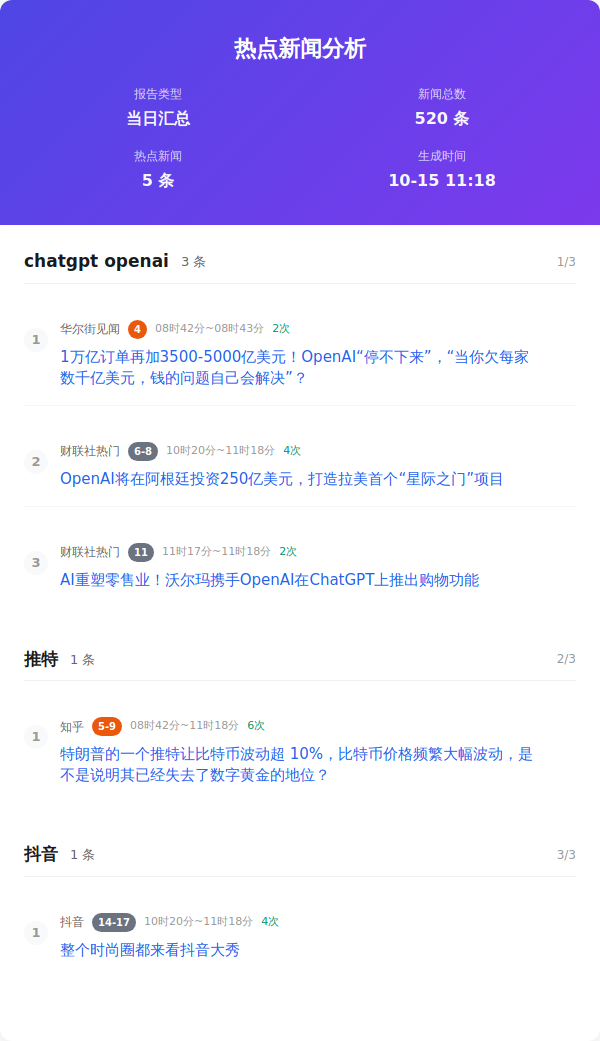 热点新闻分析
报告类型
当日汇总
新闻总数
520 条
热点新闻
5 条
生成时间
10-15 11:18
chatgpt openai 3 条 1/3
1
华尔街见闻 4 08时42分~08时43分 2次
1万亿订单再加3500-5000亿美元！OpenAI“停不下来”，“当你欠每家
数千亿美元，钱的问题自己会解决”？
2
财联社热门 6-8 10时20分~11时18分 4次
OpenAI将在阿根廷投资250亿美元，打造拉美首个“星际之门”项目
3
财联社热门 11 11时17分~11时18分 2次
AI重塑零售业！沃尔玛携手OpenAI在ChatGPT上推出购物功能
推特 1 条 2/3
1
知乎 5-9 08时42分~11时18分 6次
特朗普的一个推特让比特币波动超 10%，比特币价格频繁大幅波动，是
不是说明其已经失去了数字黄金的地位？
抖音 1 条 3/3
1
抖音 14-17 10时20分~11时18分 4次
整个时尚圈都来看抖音大秀